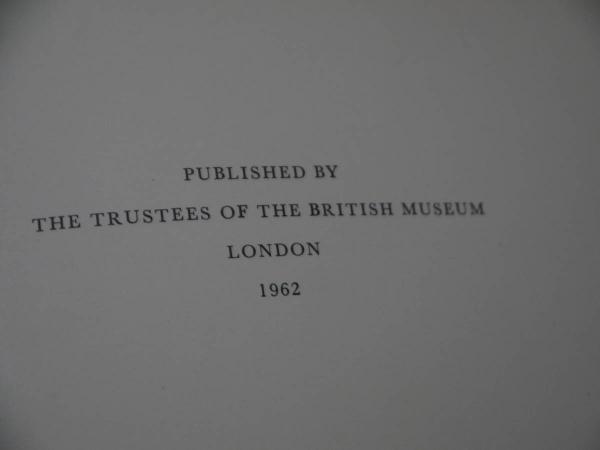 PUBLISHED BY
THE TRUSTEES OF THE BRITISH MUSEUM
LONDON
1962